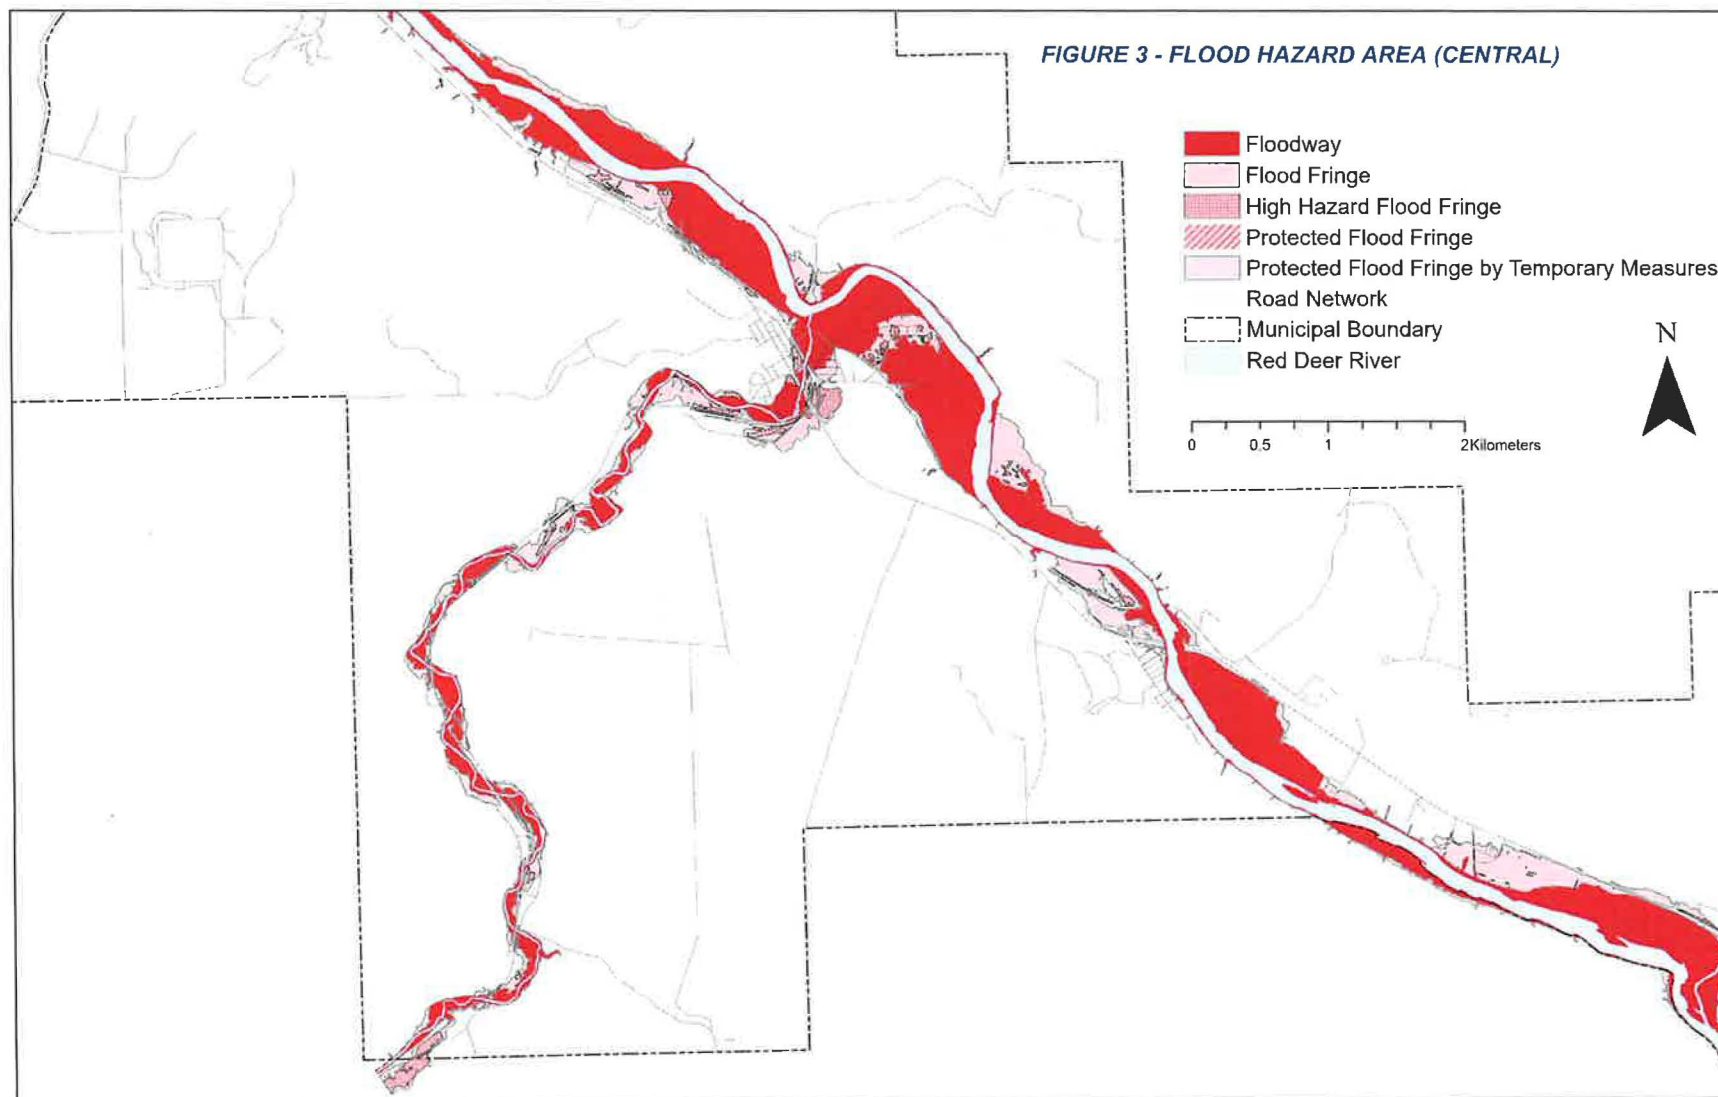 FIGURE 3 - FLOOD HAZARD AREA (CENTRAL)
Floodway
Flood Fringe
High Hazard Flood Fringe
Protected Flood Fringe
Protected Flood Fringe by Temporary Measures
Road Network
Municipal Boundary
Red Deer River
N
0 0.5 1 2Kilometers